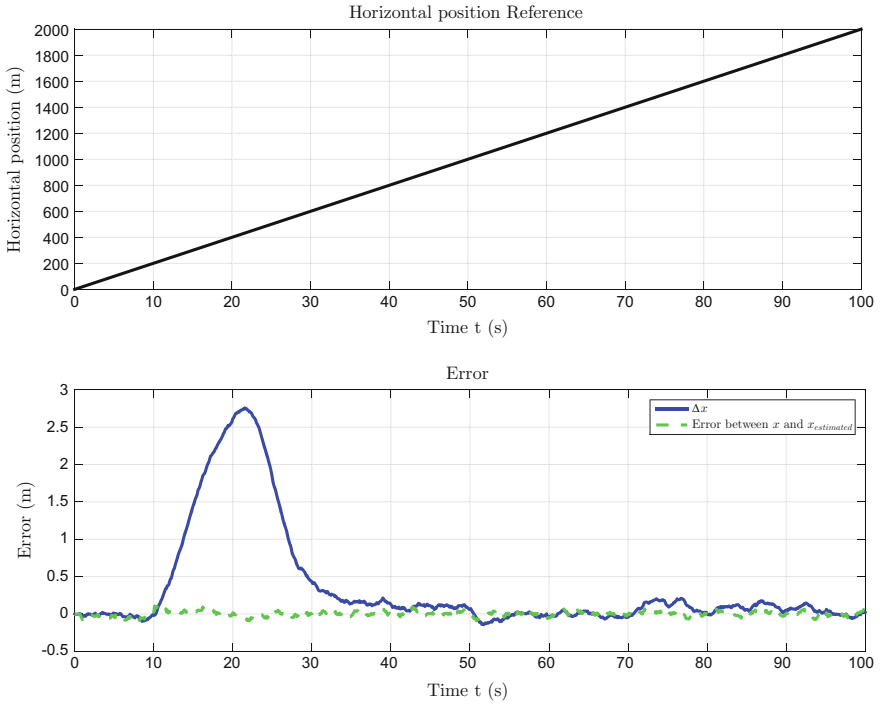 Horizontal position Reference
Horizontal position (m)
2000
1800
1600
1400
1200
1000
800
600
400
200
0
0 10 20 30 40 50 60 70 80 90 100
Time t (s)
Error
Error (m)
3
2.5
2
1.5
1
0.5
0
-0.5
Δx
Error between x and x_estimated
0 10 20 30 40 50 60 70 80 90 100
Time t (s)